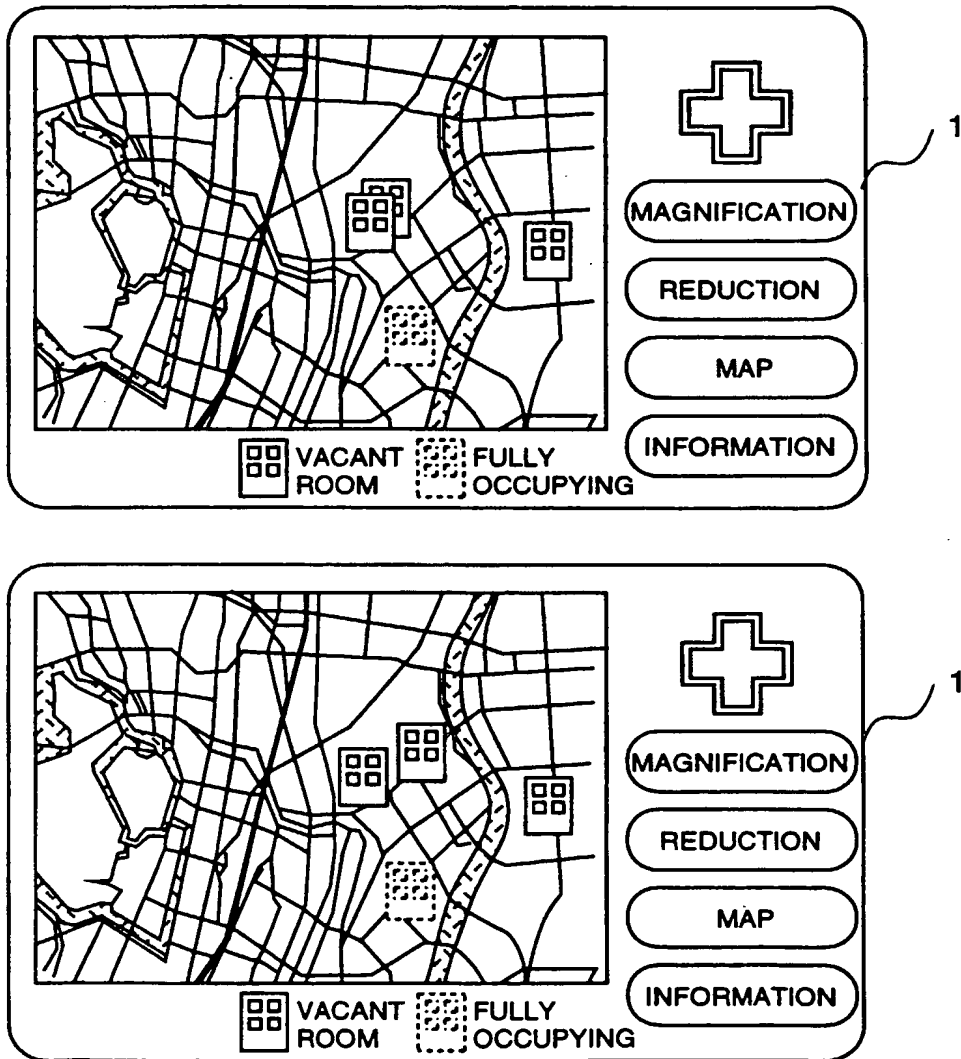 1
MAGNIFICATION
REDUCTION
MAP
INFORMATION
VACANT
ROOM
FULLY
OCCUPYING
1
MAGNIFICATION
REDUCTION
MAP
INFORMATION
VACANT
ROOM
FULLY
OCCUPYING